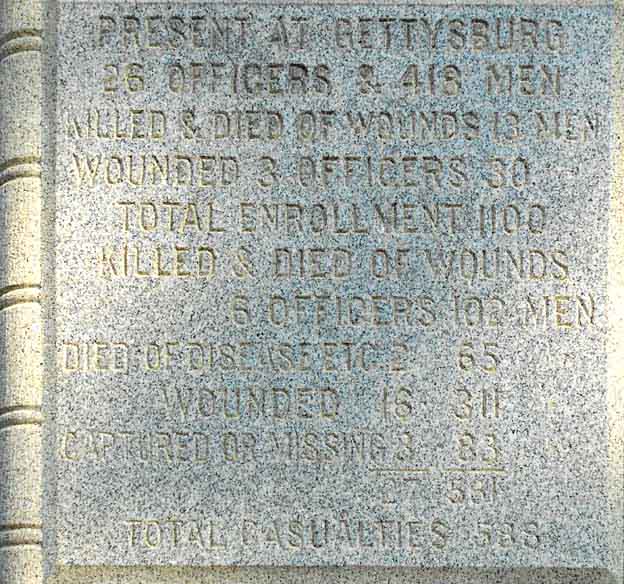 PRESENT AT GETTYSBURG
26 OFFICERS & 418 MEN
KILLED & DIED OF WOUNDS 13 MEN
WOUNDED 3 OFFICERS 30
TOTAL ENROLLMENT 1100
KILLED & DIED OF WOUNDS
6 OFFICERS 102 MEN
DIED OF DISEASE ETC 2 65
WOUNDED 16 311
CAPTURED OR MISSING 3 83
27 561
TOTAL CASUALTIES 588